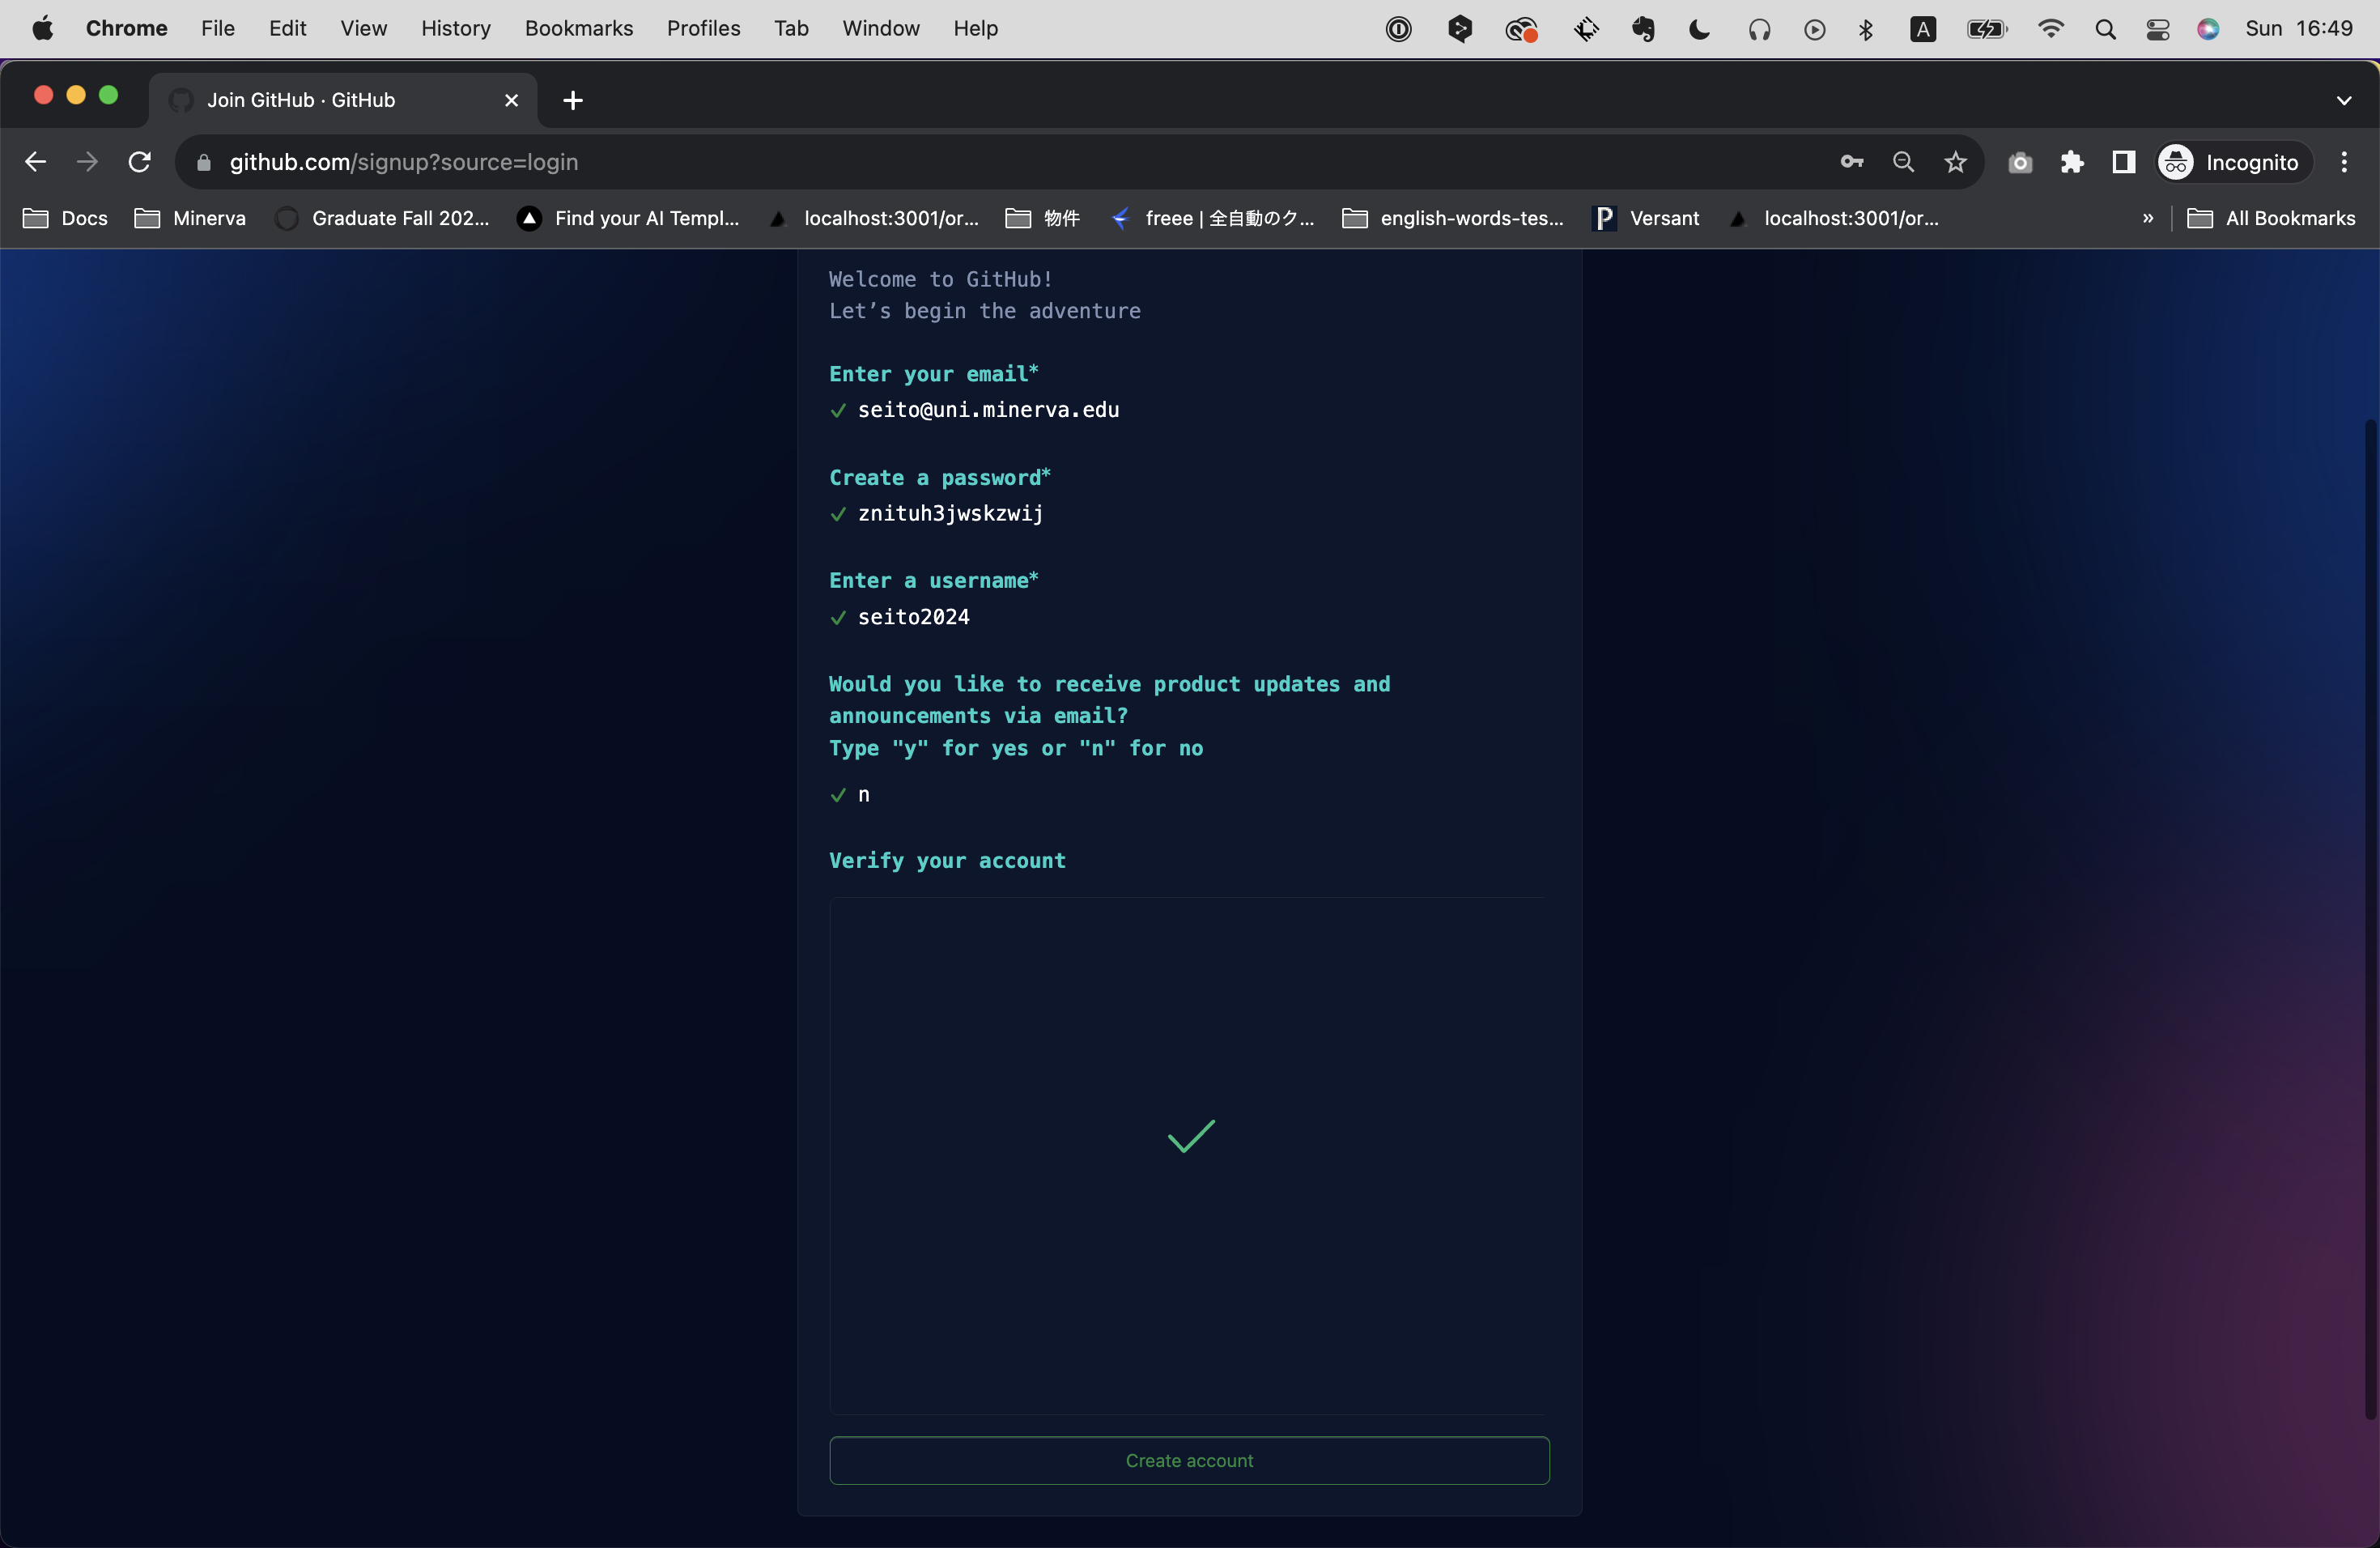 Chrome File Edit View History Bookmarks Profiles Tab Window Help A Sun 16:49
Join GitHub · GitHub
github.com/signup?source=login Incognito
Docs Minerva Graduate Fall 202... Find your AI Templ... localhost:3001/or... 物件 freee | 全自動のク... english-words-tes... Versant localhost:3001/or... » All Bookmarks
Welcome to GitHub!
Let’s begin the adventure
Enter your email*
seito@uni.minerva.edu
Create a password*
znituh3jwskzwij
Enter a username*
seito2024
Would you like to receive product updates and
announcements via email?
Type "y" for yes or "n" for no
n
Verify your account
Create account